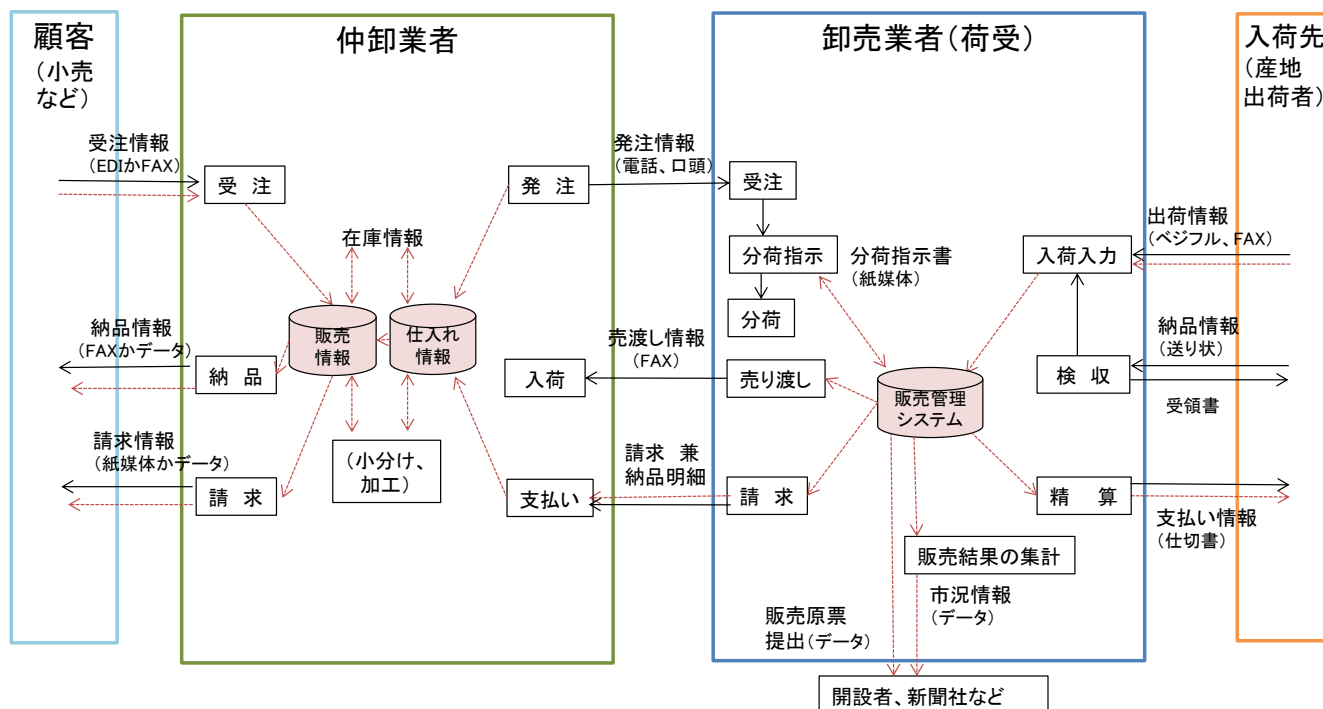 顧客
（小売
など）
仲卸業者
卸売業者（荷受）
入荷先
（産地
出荷者）
受注情報
（EDIかFAX）
受　注
発　注
発注情報
（電話、口頭）
受注
在庫情報
分荷指示
分荷指示書
（紙媒体）
入荷入力
出荷情報
（ベジフル、FAX）
分荷
販売
情報
仕入れ
情報
納品情報
（FAXかデータ）
納　品
入荷
売渡し情報
（FAX）
売り渡し
販売管理
システム
検　収
納品情報
（送り状）
受領書
請求情報
（紙媒体かデータ）
請　求
（小分け、
加工）
支払い
請求　兼
納品明細
請　求
精　算
支払い情報
（仕切書）
販売結果の集計
市況情報
（データ）
販売原票
提出（データ）
開設者、新聞社など